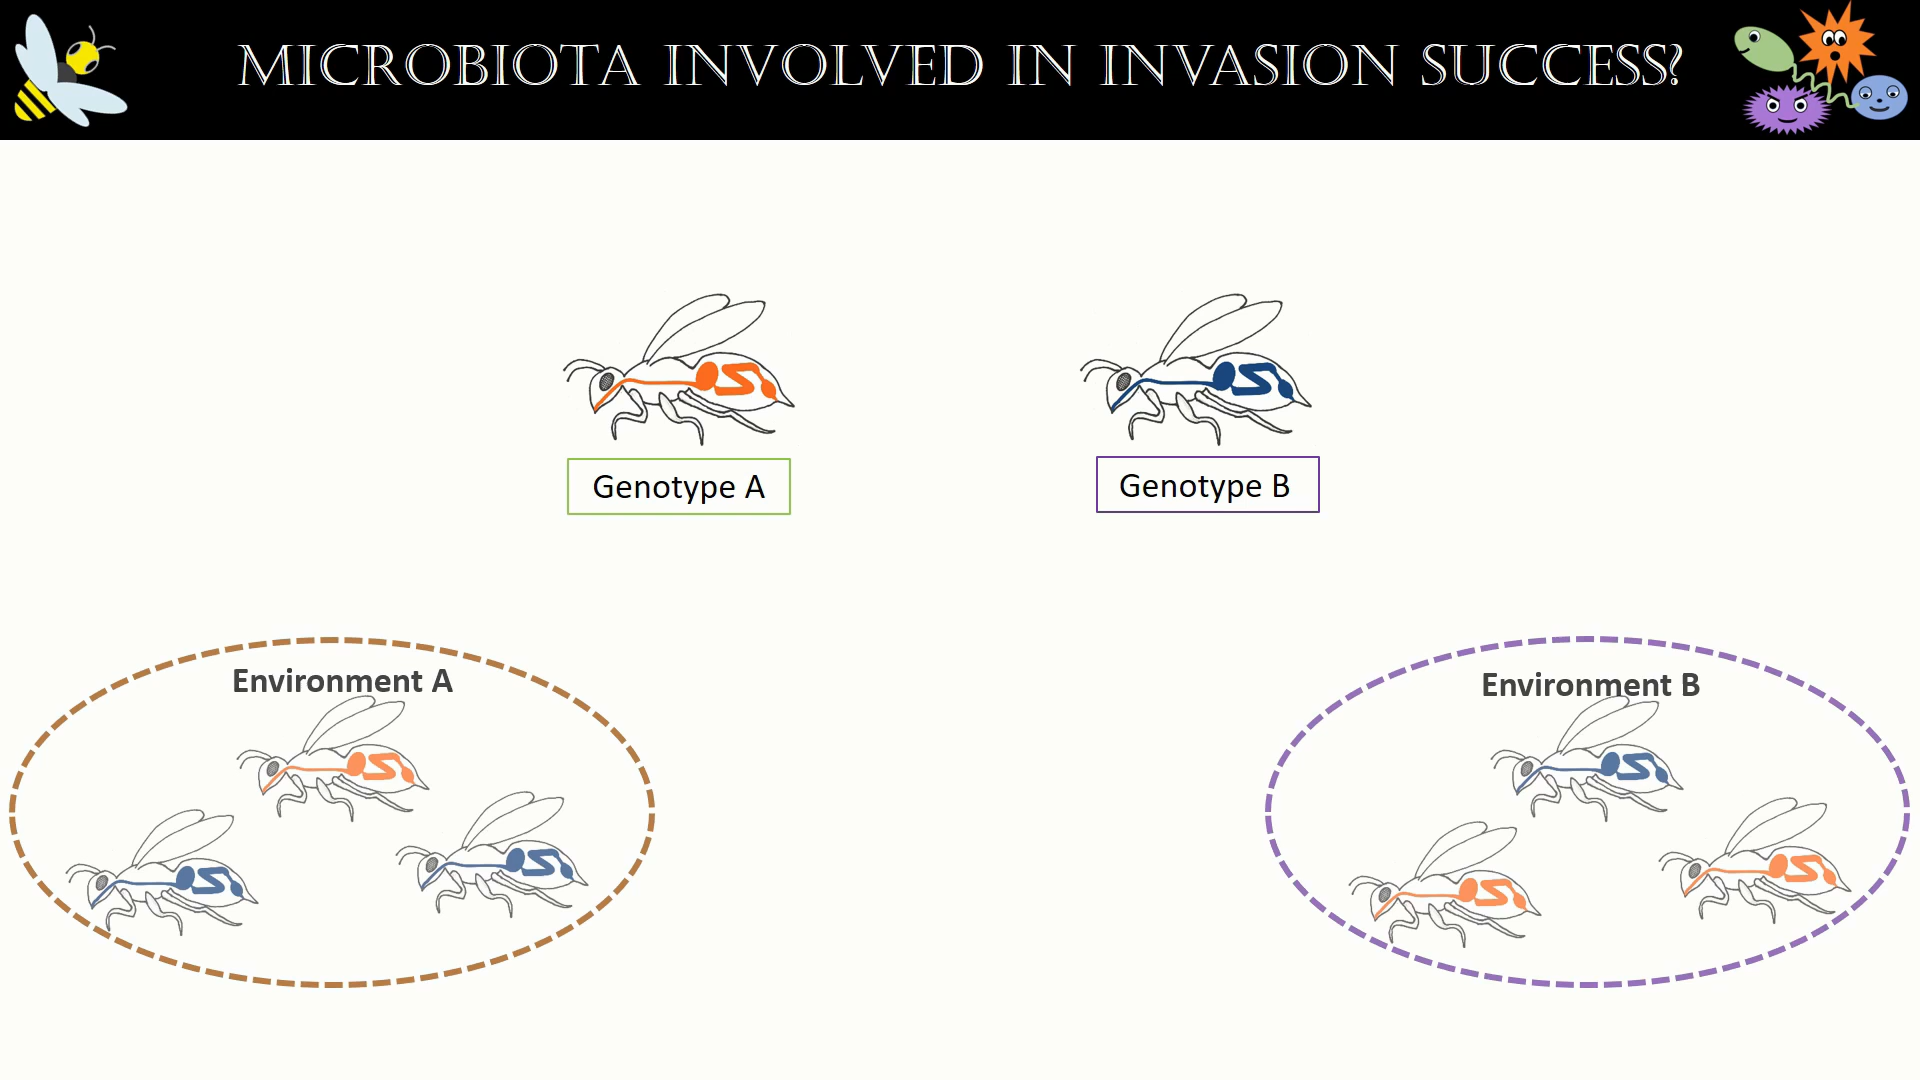 MICROBIOTA INVOLVED IN INVASION SUCCESS?
Genotype A
Genotype B
Environment A
Environment B